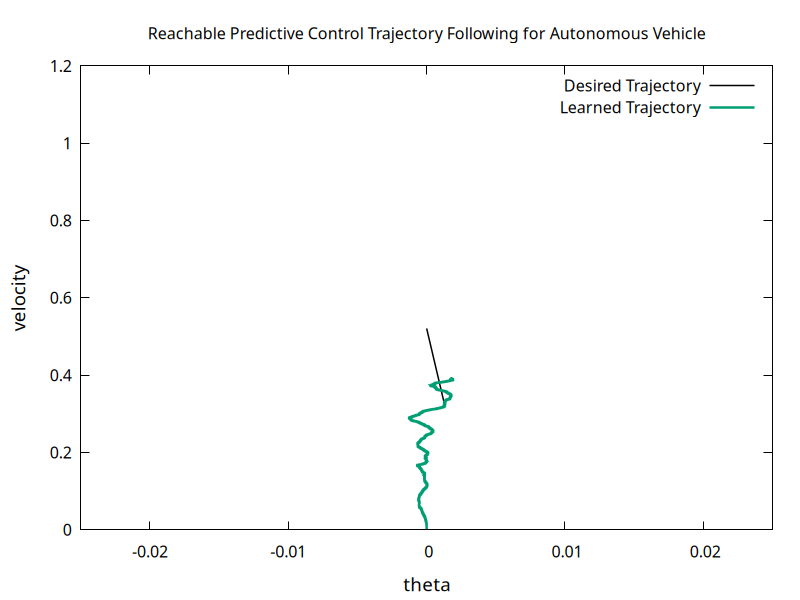 Reachable Predictive Control Trajectory Following for Autonomous Vehicle
Desired Trajectory
Learned Trajectory
velocity
1.2
1
0.8
0.6
0.4
0.2
0
-0.02
-0.01
0
0.01
0.02
theta